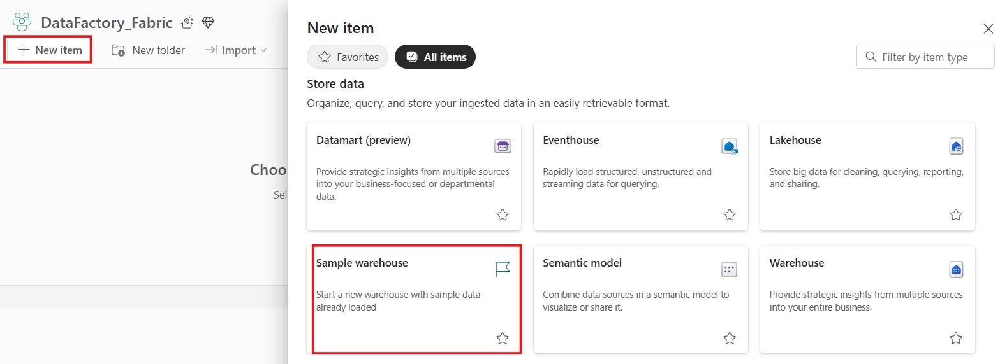 DataFactory_Fabric
New item
New folder
Import
Choo
Sel
New item
Favorites
All items
Filter by item type
Store data
Organize, query, and store your ingested data in an easily retrievable format.
Datamart (preview)
Provide strategic insights from multiple sources
into your business-focused or departmental
data.
Eventhouse
Rapidly load structured, unstructured and
streaming data for querying.
Lakehouse
Store big data for cleaning, querying, reporting,
and sharing.
Sample warehouse
Start a new warehouse with sample data
already loaded
Semantic model
Combine data sources in a semantic model to
visualize or share it.
Warehouse
Provide strategic insights from multiple sources
into your entire business.